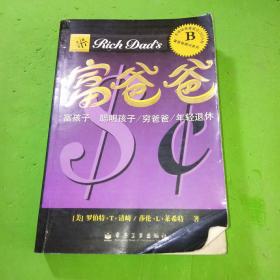 Rich Dad's
B
富爸爸
富孩子 聪明孩子/穷爸爸/年轻退休
$ ¢
[美] 罗伯特·T·清崎 / 莎伦·L·莱希特 著